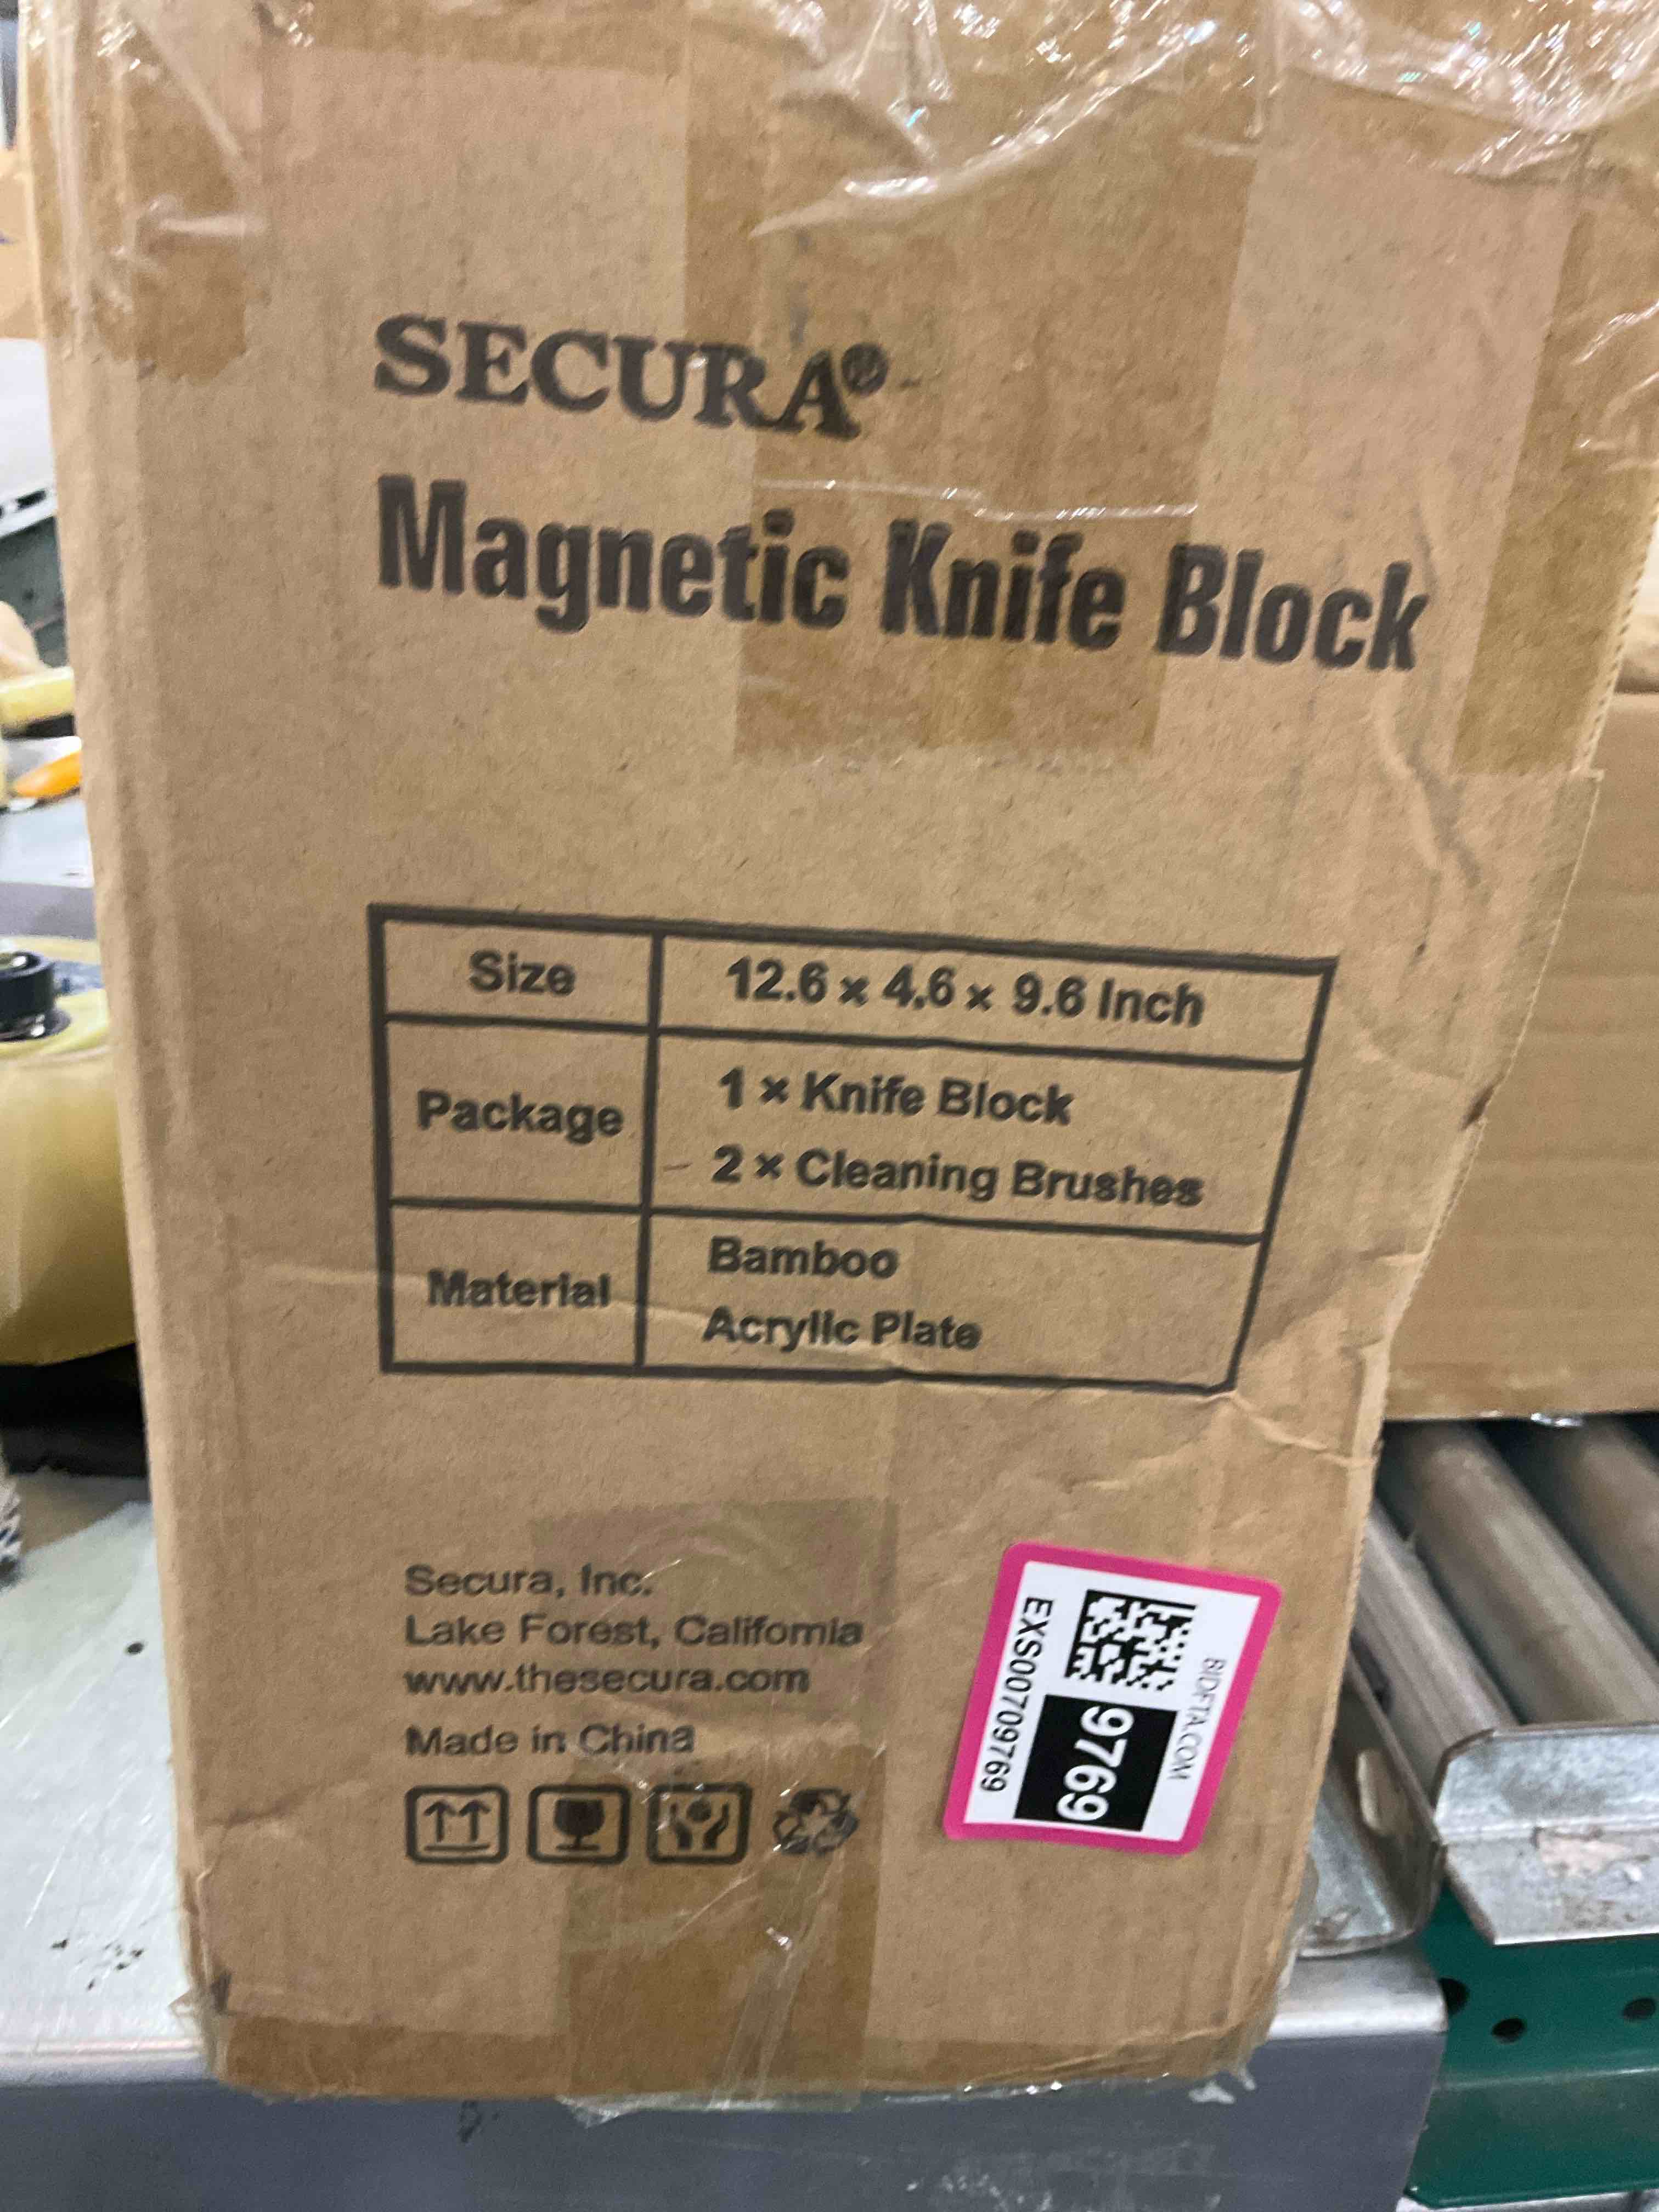 SECURA®
Magnetic Knife Block
Size
12.6 × 4.6 × 9.6 Inch
Package
1 × Knife Block
2 × Cleaning Brushes
Material
Bamboo
Acrylic Plate
Secura, Inc.
Lake Forest, California
www.thesecura.com
Made in China
BIDFTA.COM
9769
EXS00709769